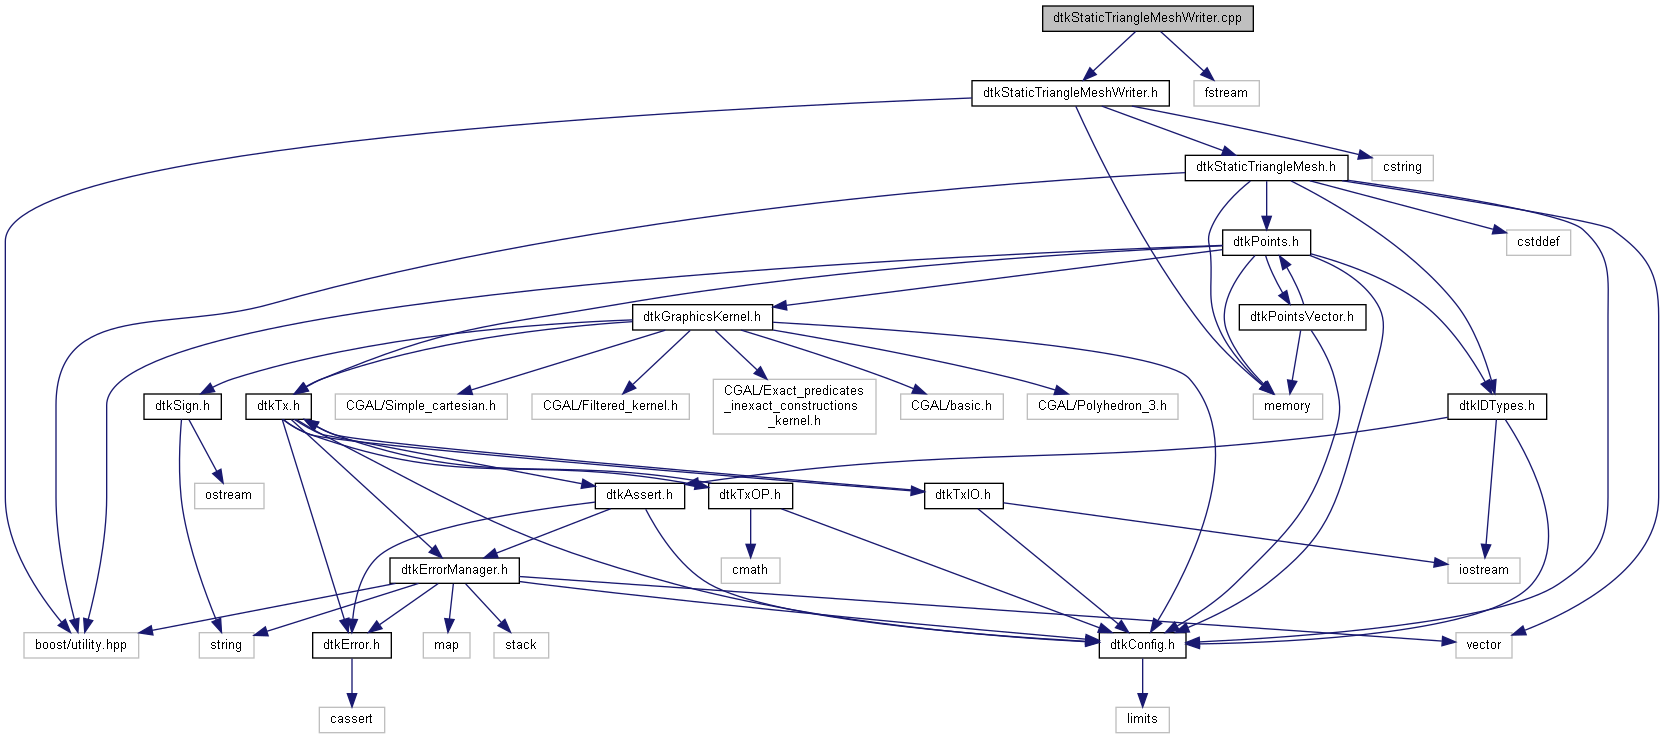 dtkStaticTriangleMeshWriter.cpp
dtkStaticTriangleMeshWriter.h
fstream
dtkStaticTriangleMesh.h
cstring
dtkPoints.h
cstddef
dtkGraphicsKernel.h
dtkPointsVector.h
dtkSign.h
dtkTx.h
CGAL/Simple_cartesian.h
CGAL/Filtered_kernel.h
CGAL/Exact_predicates
_inexact_constructions
_kernel.h
CGAL/basic.h
CGAL/Polyhedron_3.h
memory
dtkIDTypes.h
ostream
dtkAssert.h
dtkTxOP.h
dtkTxIO.h
dtkErrorManager.h
cmath
iostream
boost/utility.hpp
string
dtkError.h
map
stack
dtkConfig.h
vector
cassert
limits